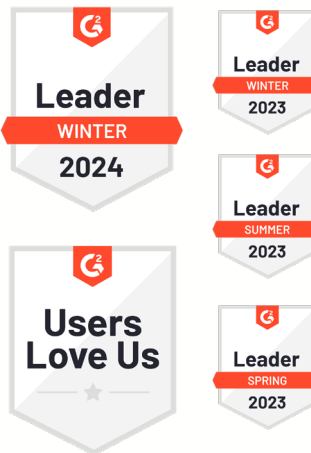 G2
Leader
WINTER
2024
G2
Users
Love Us
G2
Leader
WINTER
2023
G2
Leader
SUMMER
2023
G2
Leader
SPRING
2023